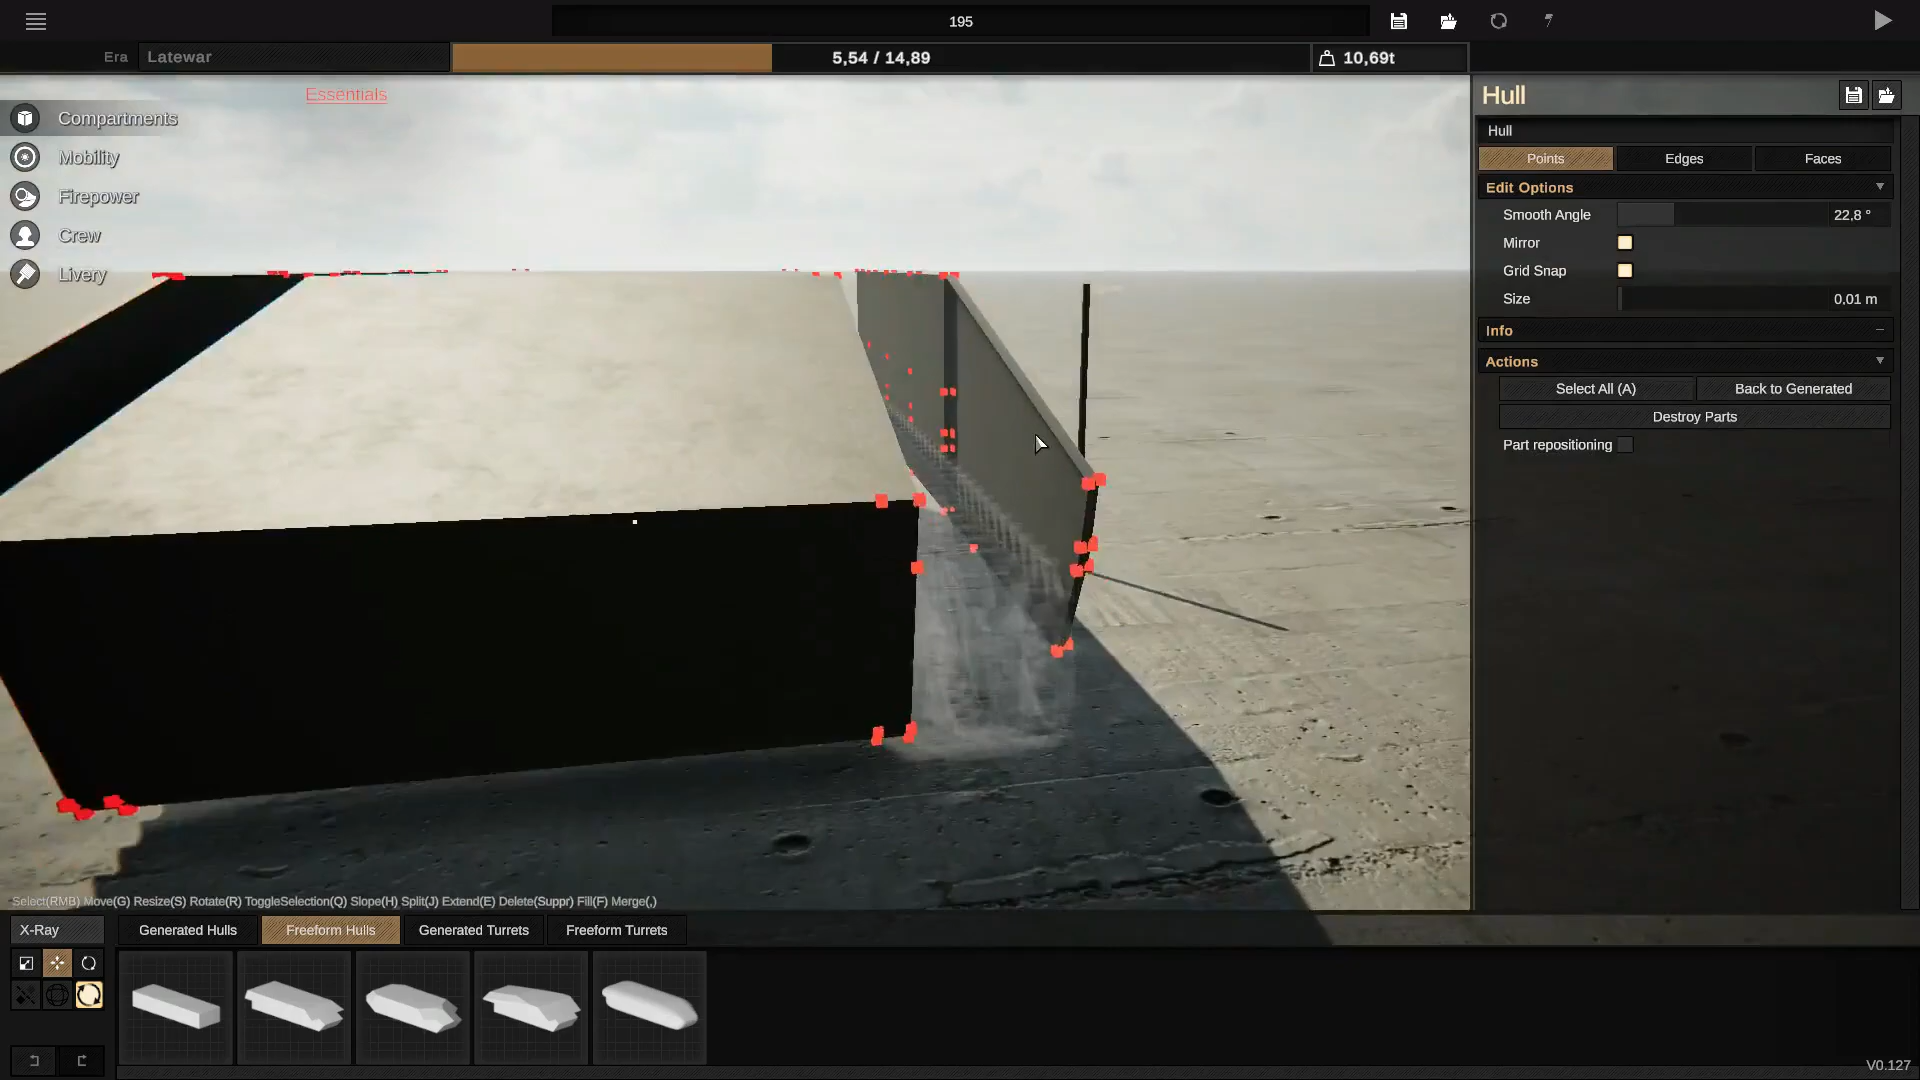 195
Era
Latewar
5,54 / 14,89
10,69t
Essentials
Compartments
Mobility
Firepower
Crew
Livery
Hull
Hull
Points
Edges
Faces
Edit Options
Smooth Angle
22,8 °
Mirror
Grid Snap
Size
0,01 m
Info
Actions
Select All (A)
Back to Generated
Destroy Parts
Part repositioning
Select(RMB) Move(G) Resize(S) Rotate(R) ToggleSelection(Q) Slope(H) Split(J) Extend(E) Delete(Suppr) Fill(F) Merge(,)
X-Ray
Generated Hulls
Freeform Hulls
Generated Turrets
Freeform Turrets
V0.127